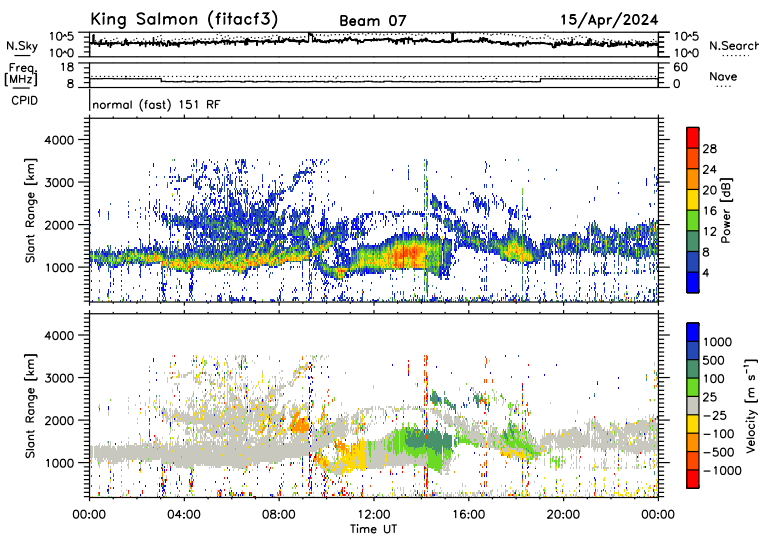 King Salmon (fitacf3) Beam 07 15/Apr/2024
N.Sky 10^5 10^0 10^5 10^0 N.Search
Freq. [MHz] 18 8 60 0 Nave
CPID normal (fast) 151 RF
Slant Range [km] 4000 3000 2000 1000
Power [dB] 28 24 20 16 12 8 4
Slant Range [km] 4000 3000 2000 1000
Velocity [m s⁻¹] 1000 500 100 25 −25 −100 −500 −1000
00:00 04:00 08:00 12:00 16:00 20:00 00:00
Time UT